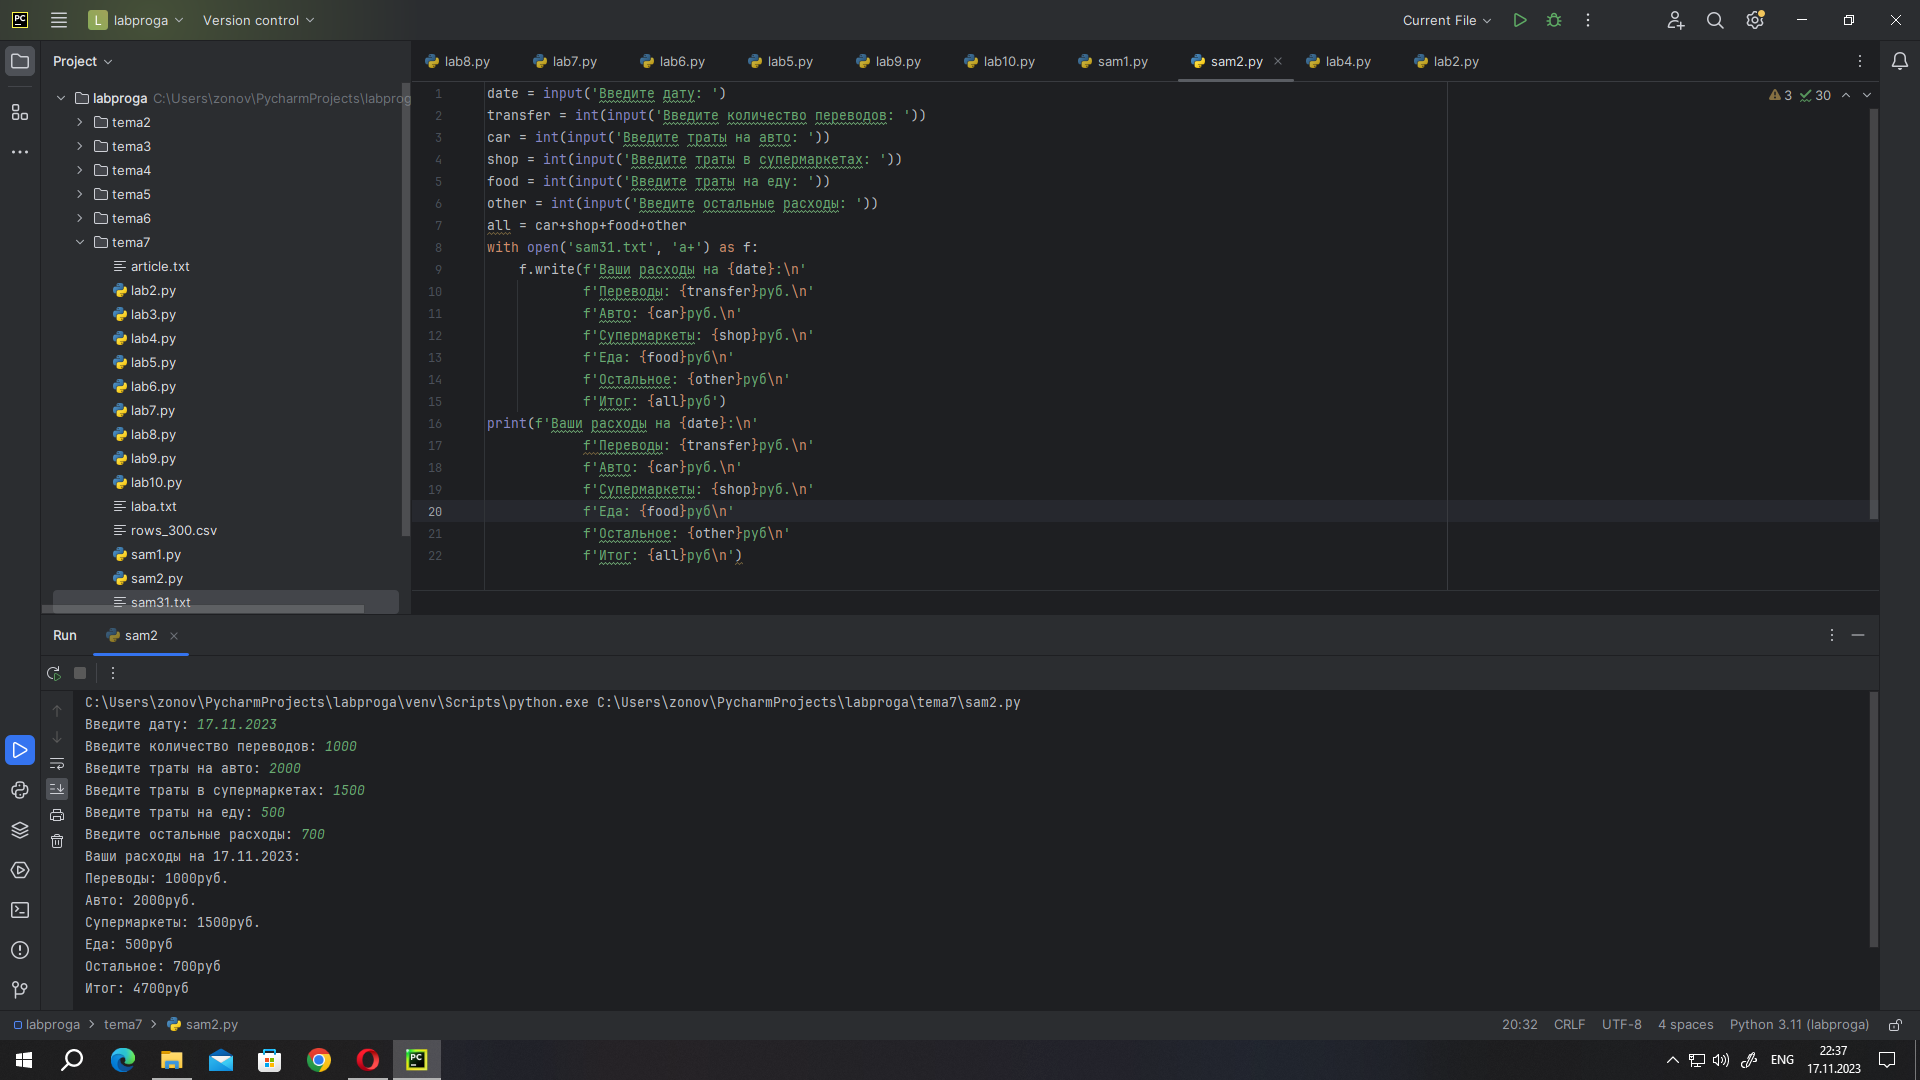 PC L labproga Version control Current File
Project
lab8.py lab7.py lab6.py lab5.py lab9.py lab10.py sam1.py sam2.py lab4.py lab2.py
labproga C:\Users\zonov\PycharmProjects\labprog
tema2
tema3
tema4
tema5
tema6
tema7
article.txt
lab2.py
lab3.py
lab4.py
lab5.py
lab6.py
lab7.py
lab8.py
lab9.py
lab10.py
laba.txt
rows_300.csv
sam1.py
sam2.py
sam31.txt
3 30
1 date = input('Введите дату: ')
2 transfer = int(input('Введите количество переводов: '))
3 car = int(input('Введите траты на авто: '))
4 shop = int(input('Введите траты в супермаркетах: '))
5 food = int(input('Введите траты на еду: '))
6 other = int(input('Введите остальные расходы: '))
7 all = car+shop+food+other
8 with open('sam31.txt', 'a+') as f:
9     f.write(f'Ваши расходы на {date}:\n'
10             f'Переводы: {transfer}руб.\n'
11             f'Авто: {car}руб.\n'
12             f'Супермаркеты: {shop}руб.\n'
13             f'Еда: {food}руб\n'
14             f'Остальное: {other}руб\n'
15             f'Итог: {all}руб')
16 print(f'Ваши расходы на {date}:\n'
17             f'Переводы: {transfer}руб.\n'
18             f'Авто: {car}руб.\n'
19             f'Супермаркеты: {shop}руб.\n'
20             f'Еда: {food}руб\n'
21             f'Остальное: {other}руб\n'
22             f'Итог: {all}руб\n')
Run sam2
C:\Users\zonov\PycharmProjects\labproga\venv\Scripts\python.exe C:\Users\zonov\PycharmProjects\labproga\tema7\sam2.py
Введите дату: 17.11.2023
Введите количество переводов: 1000
Введите траты на авто: 2000
Введите траты в супермаркетах: 1500
Введите траты на еду: 500
Введите остальные расходы: 700
Ваши расходы на 17.11.2023:
Переводы: 1000руб.
Авто: 2000руб.
Супермаркеты: 1500руб.
Еда: 500руб
Остальное: 700руб
Итог: 4700руб
labproga tema7 sam2.py 20:32 CRLF UTF-8 4 spaces Python 3.11 (labproga)
PC ENG 22:37
17.11.2023